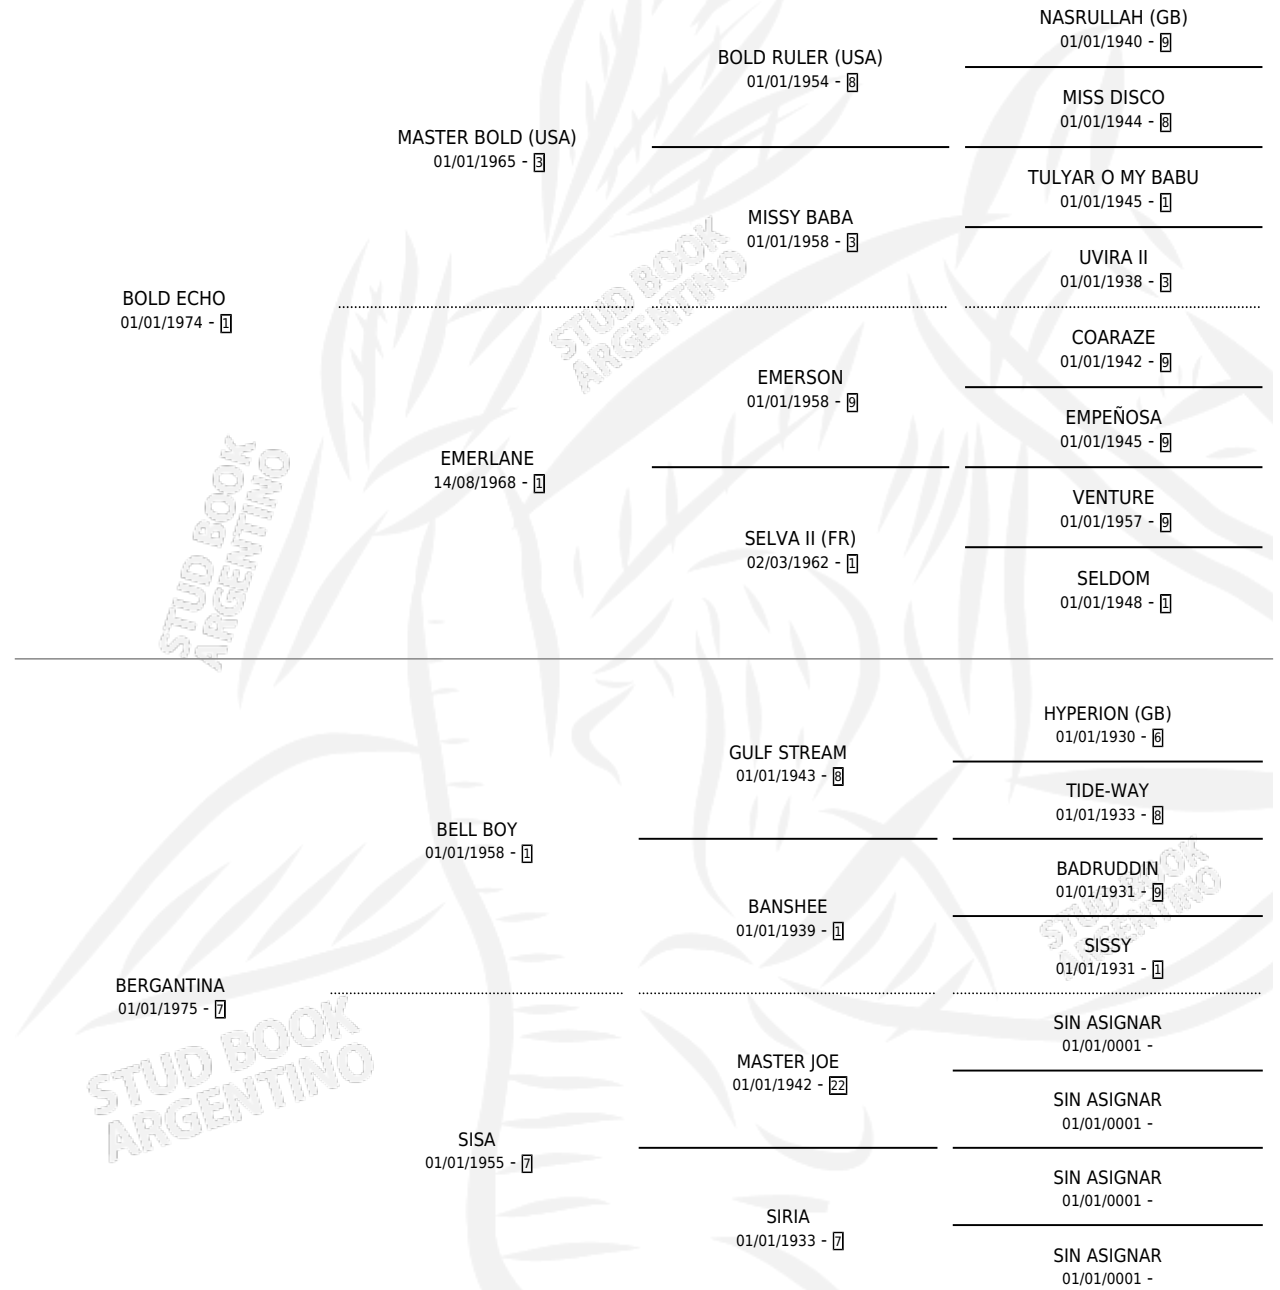 NASRULLAH (GB)
01/01/1940 - 9
BOLD RULER (USA)
01/01/1954 - 8
MISS DISCO
01/01/1944 - 8
MASTER BOLD (USA)
01/01/1965 - 3
TULYAR O MY BABU
01/01/1945 - 1
MISSY BABA
01/01/1958 - 3
UVIRA II
01/01/1938 - 3
BOLD ECHO
01/01/1974 - 1
COARAZE
01/01/1942 - 9
EMERSON
01/01/1958 - 9
EMPEÑOSA
01/01/1945 - 9
EMERLANE
14/08/1968 - 1
VENTURE
01/01/1957 - 9
SELVA II (FR)
02/03/1962 - 1
SELDOM
01/01/1948 - 1
HYPERION (GB)
01/01/1930 - 6
GULF STREAM
01/01/1943 - 8
TIDE-WAY
01/01/1933 - 8
BELL BOY
01/01/1958 - 1
BADRUDDIN
01/01/1931 - 9
BANSHEE
01/01/1939 - 1
SISSY
01/01/1931 - 1
BERGANTINA
01/01/1975 - 7
SIN ASIGNAR
01/01/0001 -
MASTER JOE
01/01/1942 - 22
SIN ASIGNAR
01/01/0001 -
SISA
01/01/1955 - 7
SIN ASIGNAR
01/01/0001 -
SIRIA
01/01/1933 - 7
SIN ASIGNAR
01/01/0001 -
STUD BOOK
ARGENTINO
STUD BOOK
ARGENTINO
STUD BOOK
ARGENTINO
STUD BOOK
ARGENTINO